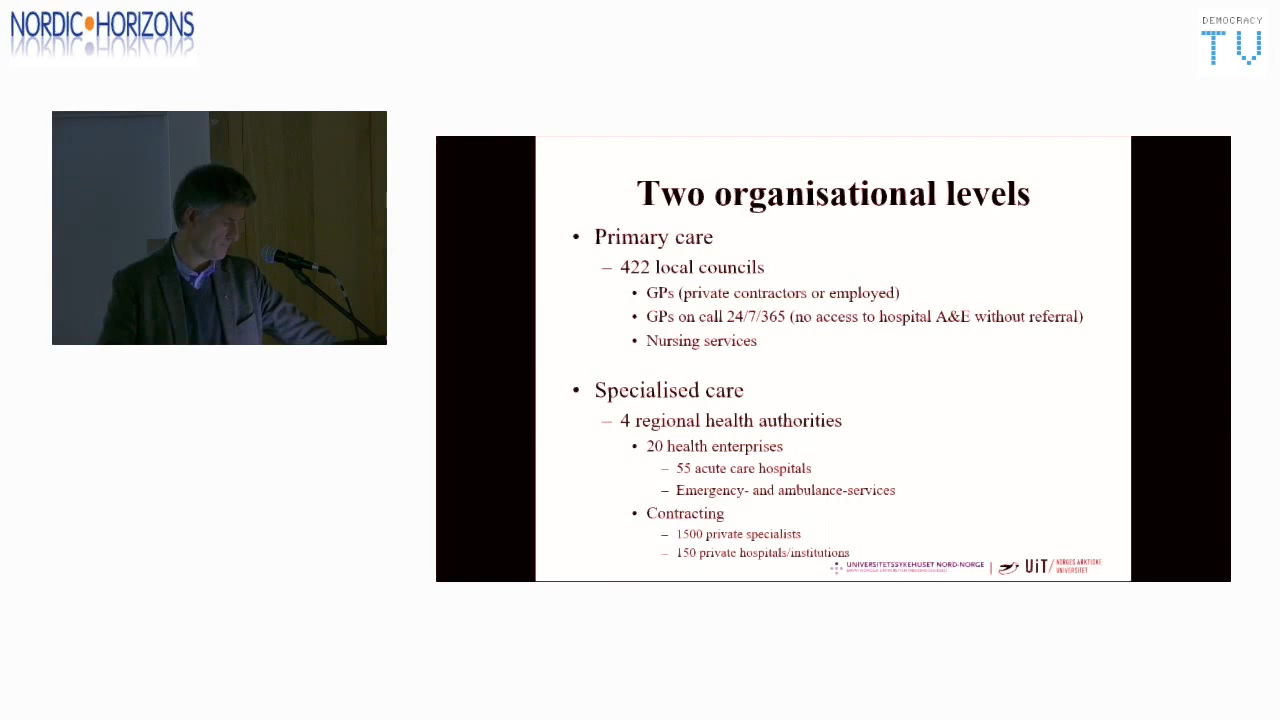 NORDIC HORIZONS
DEMOCRACY
TV
Two organisational levels
• Primary care
– 422 local councils
• GPs (private contractors or employed)
• GPs on call 24/7/365 (no access to hospital A&E without referral)
• Nursing services
• Specialised care
– 4 regional health authorities
• 20 health enterprises
– 55 acute care hospitals
– Emergency- and ambulance-services
• Contracting
– 1500 private specialists
– 150 private hospitals/institutions
UNIVERSITETSSYKEHUSET NORD-NORGE
UiT / NORGES ARKTISKE
UNIVERSITET